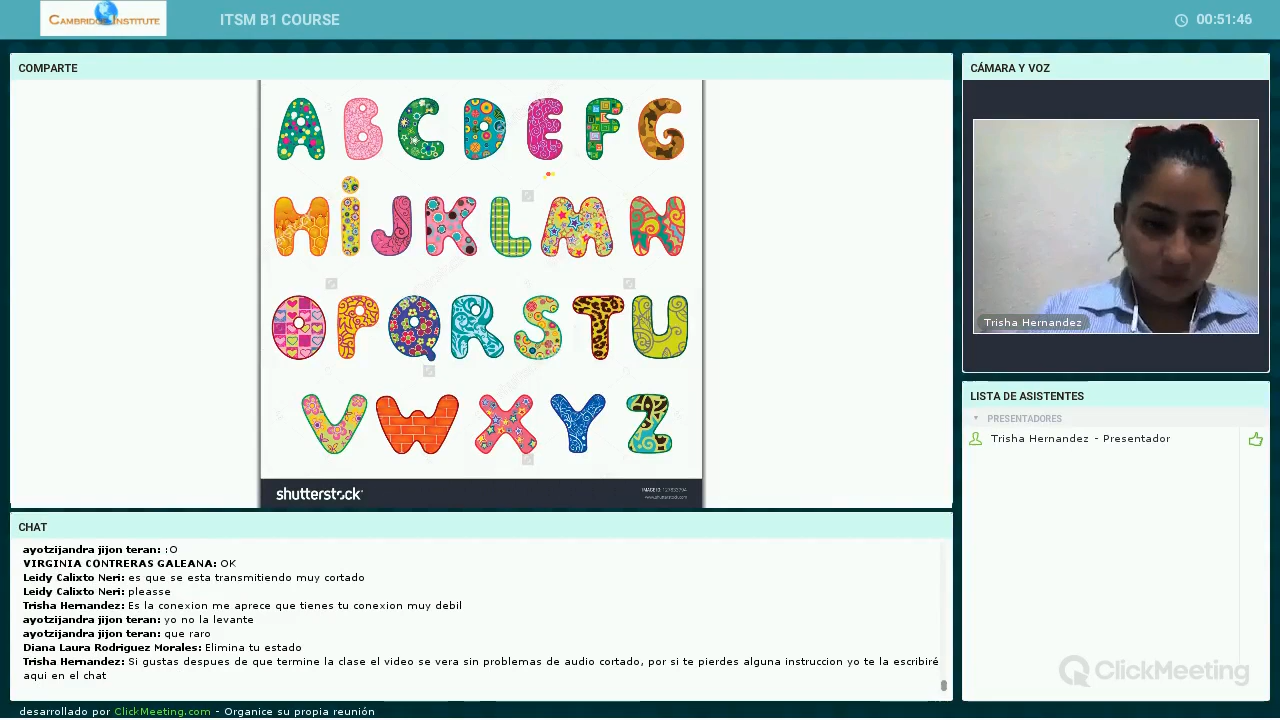 CAMBRIDGE INSTITUTE
ITSM B1 COURSE
00:51:46
COMPARTE
A B C D E F G
H i J K L M N
O P Q R S T U
V W X Y Z
shutterstock
CHAT
ayotzijandra jijon teran: :O
VIRGINIA CONTRERAS GALEANA: OK
Leidy Calixto Neri: es que se esta transmitiendo muy cortado
Leidy Calixto Neri: pleasse
Trisha Hernandez: Es la conexion me aprece que tienes tu conexion muy debil
ayotzijandra jijon teran: yo no la levante
ayotzijandra jijon teran: que raro
Diana Laura Rodriguez Morales: Elimina tu estado
Trisha Hernandez: Si gustas despues de que termine la clase el video se vera sin problemas de audio cortado, por si te pierdes alguna instruccion yo te la escribiré
aqui en el chat
CÁMARA Y VOZ
Trisha Hernandez
LISTA DE ASISTENTES
PRESENTADORES
Trisha Hernandez - Presentador
ClickMeeting
desarrollado por ClickMeeting.com - Organice su propia reunión